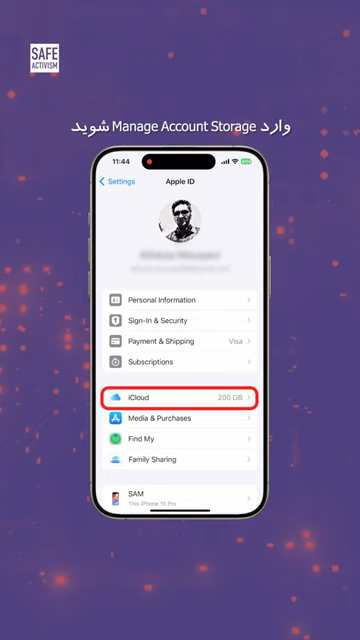 SAFE
ACTIVISM
وارد Manage Account Storage شوید
11:44
Settings
Apple ID
Personal Information
Sign-In & Security
Payment & Shipping Visa
Subscriptions
iCloud 200 GB
Media & Purchases
Find My
Family Sharing
SAM
This iPhone 15 Pro